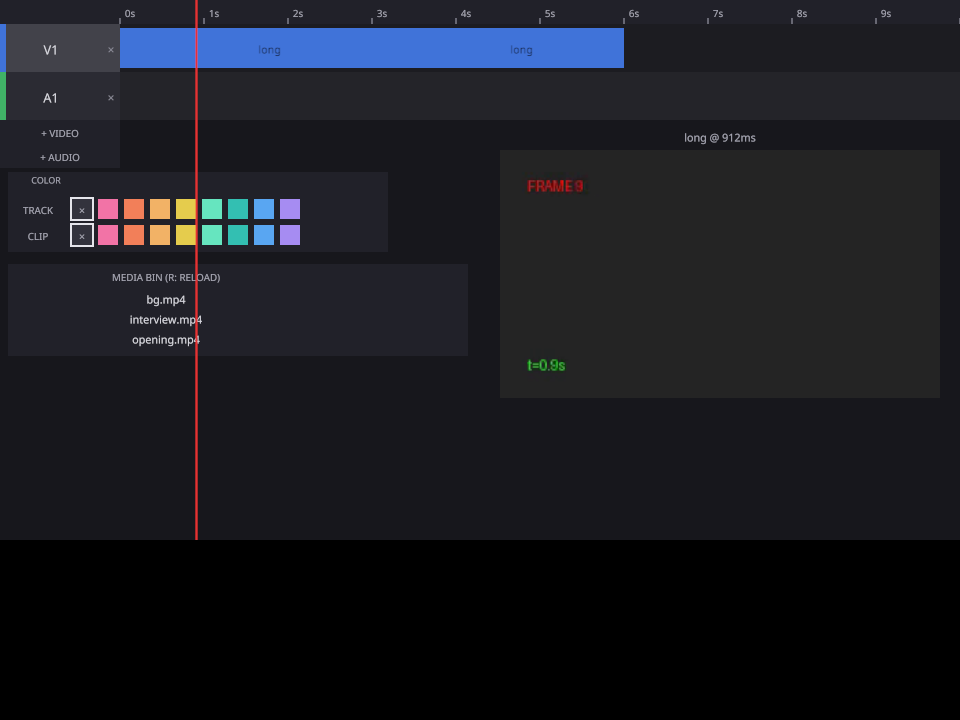 0s 1s 2s 3s 4s 5s 6s 7s 8s 9s
V1 × long long
A1 ×
+ VIDEO
+ AUDIO
long @ 912ms
COLOR
TRACK ×
CLIP ×
FRAME 9
MEDIA BIN (R: RELOAD)
bg.mp4
interview.mp4
opening.mp4
t=0.9s